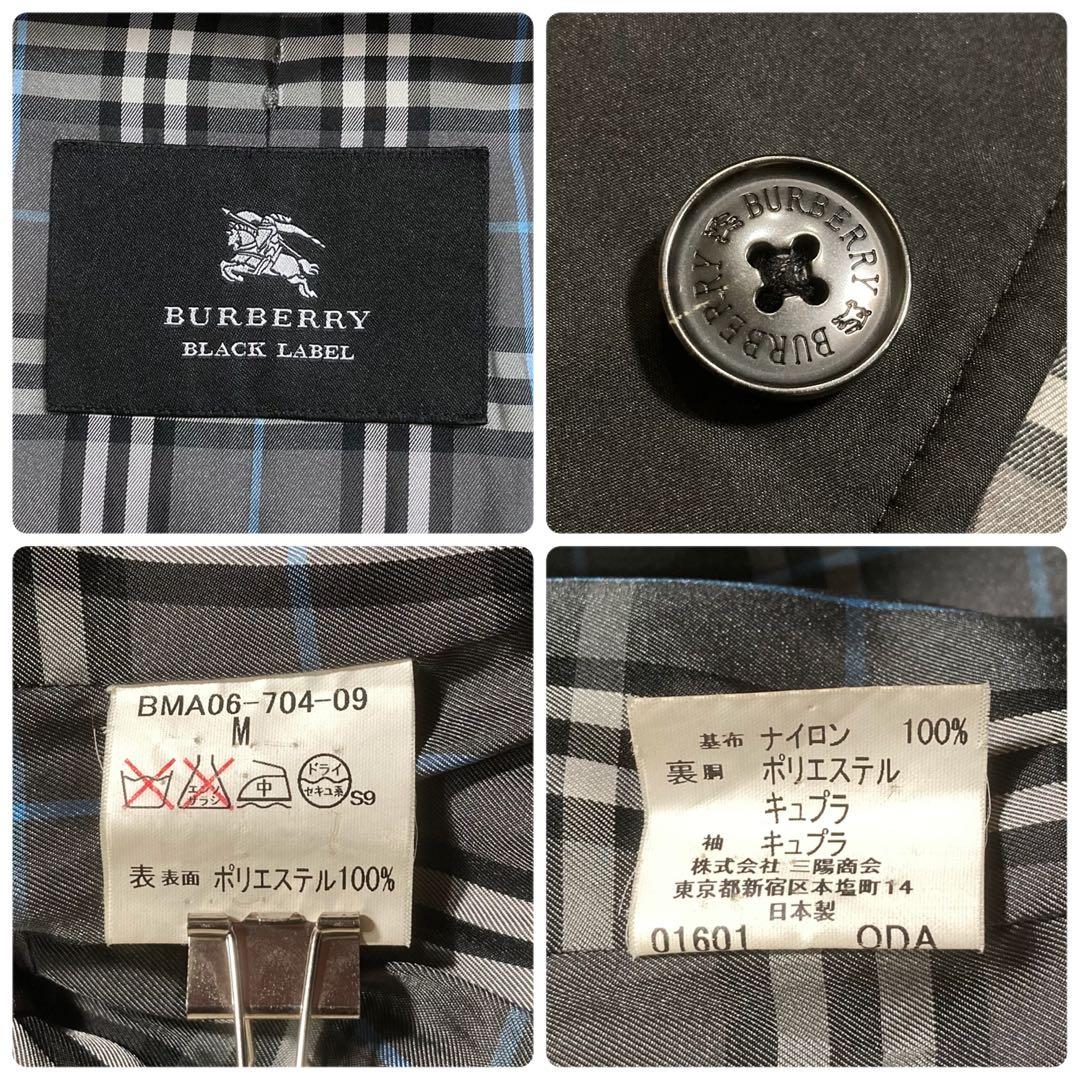 BURBERRY
BLACK LABEL
BURBERRY BURBERRY BURBERRY
BMA06-704-09
M
エンソ サラシ 中 ドライ セキユ系 S9
表 表面 ポリエステル100%
基布 ナイロン 100%
裏 胴 ポリエステル
キュプラ
袖 キュプラ
株式会社 三陽商会
東京都新宿区本塩町14
日本製
01601 ODA